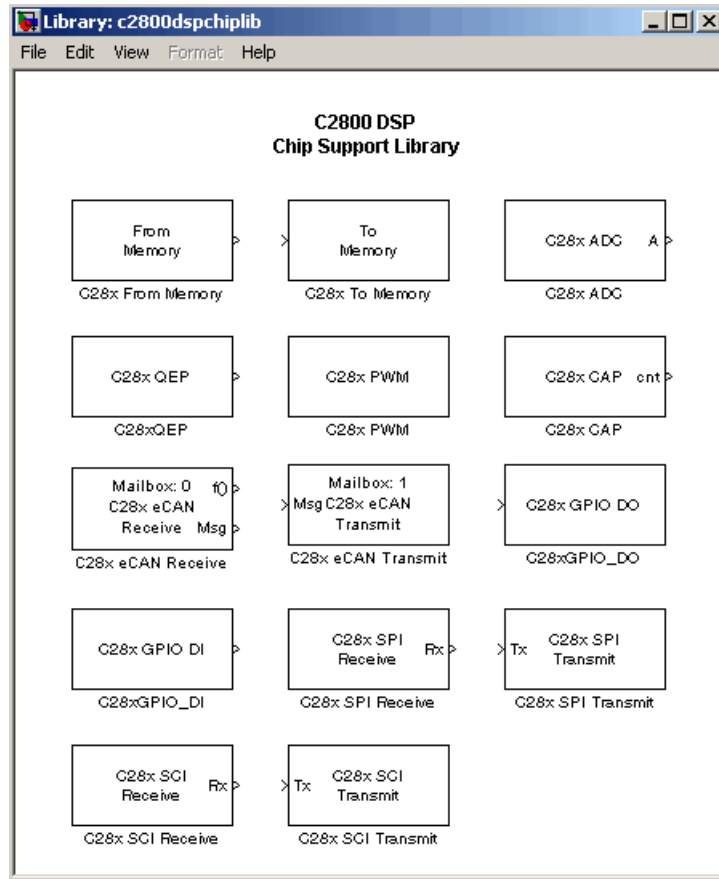 Library: c2800dspchiplib
File Edit View Format Help
C2800 DSP
Chip Support Library
From
Memory
C28x From Memory
To
Memory
C28x To Memory
C28x ADC A
C28x ADC
C28x QEP
C28xQEP
C28x PWM
C28x PWM
C28x CAP cnt
C28x CAP
Mailbox: 0 f()
C28x eCAN
Receive Msg
C28x eCAN Receive
Mailbox: 1
Msg C28x eCAN
Transmit
C28x eCAN Transmit
C28x GPIO DO
C28xGPIO_DO
C28x GPIO DI
C28xGPIO_DI
C28x SPI
Receive Rx
C28x SPI Receive
Tx C28x SPI
Transmit
C28x SPI Transmit
C28x SCI
Receive Rx
C28x SCI Receive
Tx C28x SCI
Transmit
C28x SCI Transmit